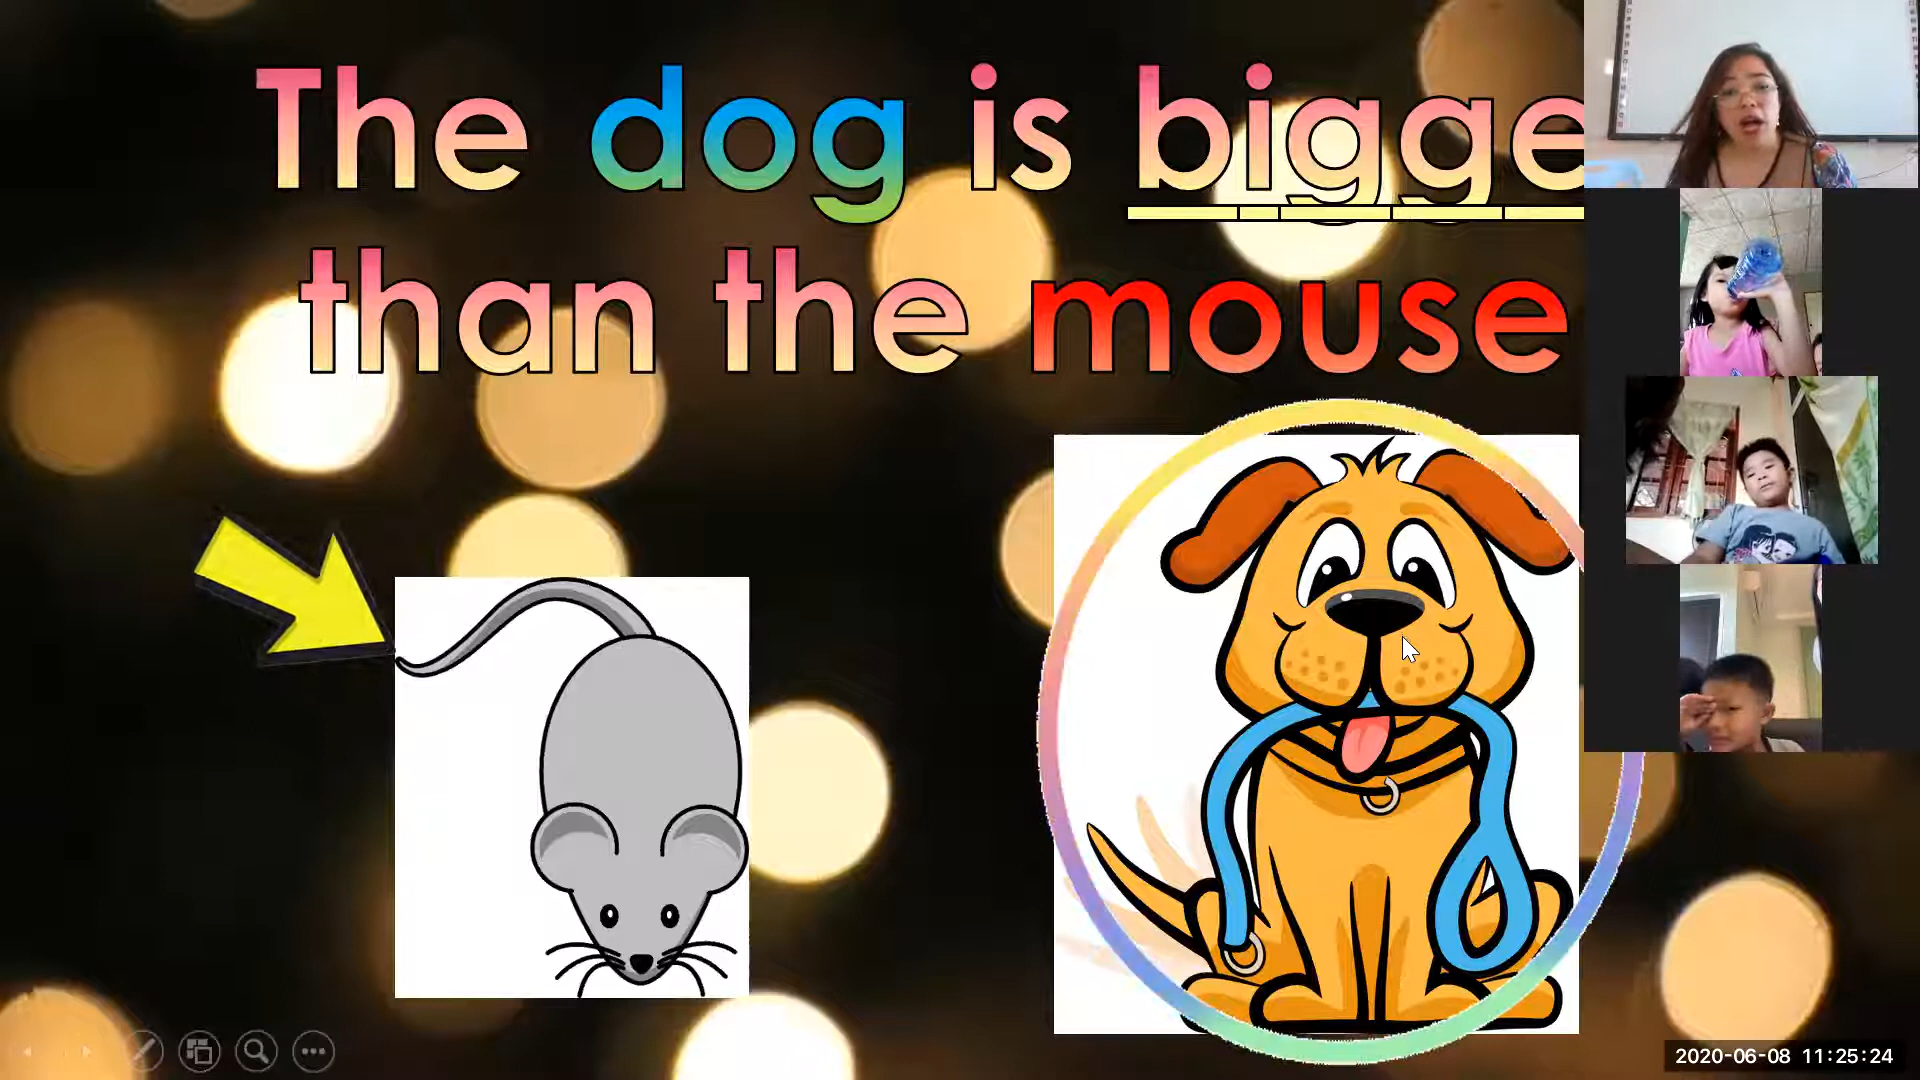 The dog is bigge
than the mouse
2020-06-08 11:25:24